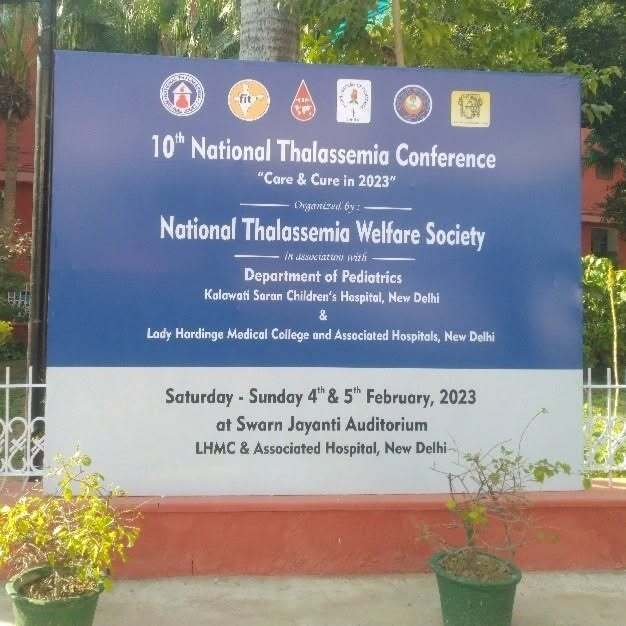 fit
10th National Thalassemia Conference
"Care & Cure in 2023"
Organized by:
National Thalassemia Welfare Society
in association with
Department of Pediatrics
Kalawati Saran Children's Hospital, New Delhi
&
Lady Hardinge Medical College and Associated Hospitals, New Delhi
Saturday - Sunday 4th & 5th February, 2023
at Swarn Jayanti Auditorium
LHMC & Associated Hospital, New Delhi